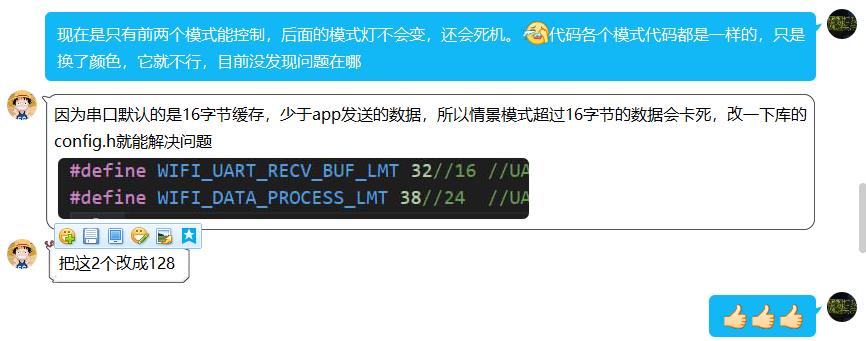 现在是只有前两个模式能控制，后面的模式灯不会变，还会死机。代码各个模式代码都是一样的，只是
换了颜色，它就不行，目前没发现问题在哪
因为串口默认的是16字节缓存，少于app发送的数据，所以情景模式超过16字节的数据会卡死，改一下库的
config.h就能解决问题
#define WIFI_UART_RECV_BUF_LMT 32//16 //UA
#define WIFI_DATA_PROCESS_LMT 38//24 //UA
把这2个改成128